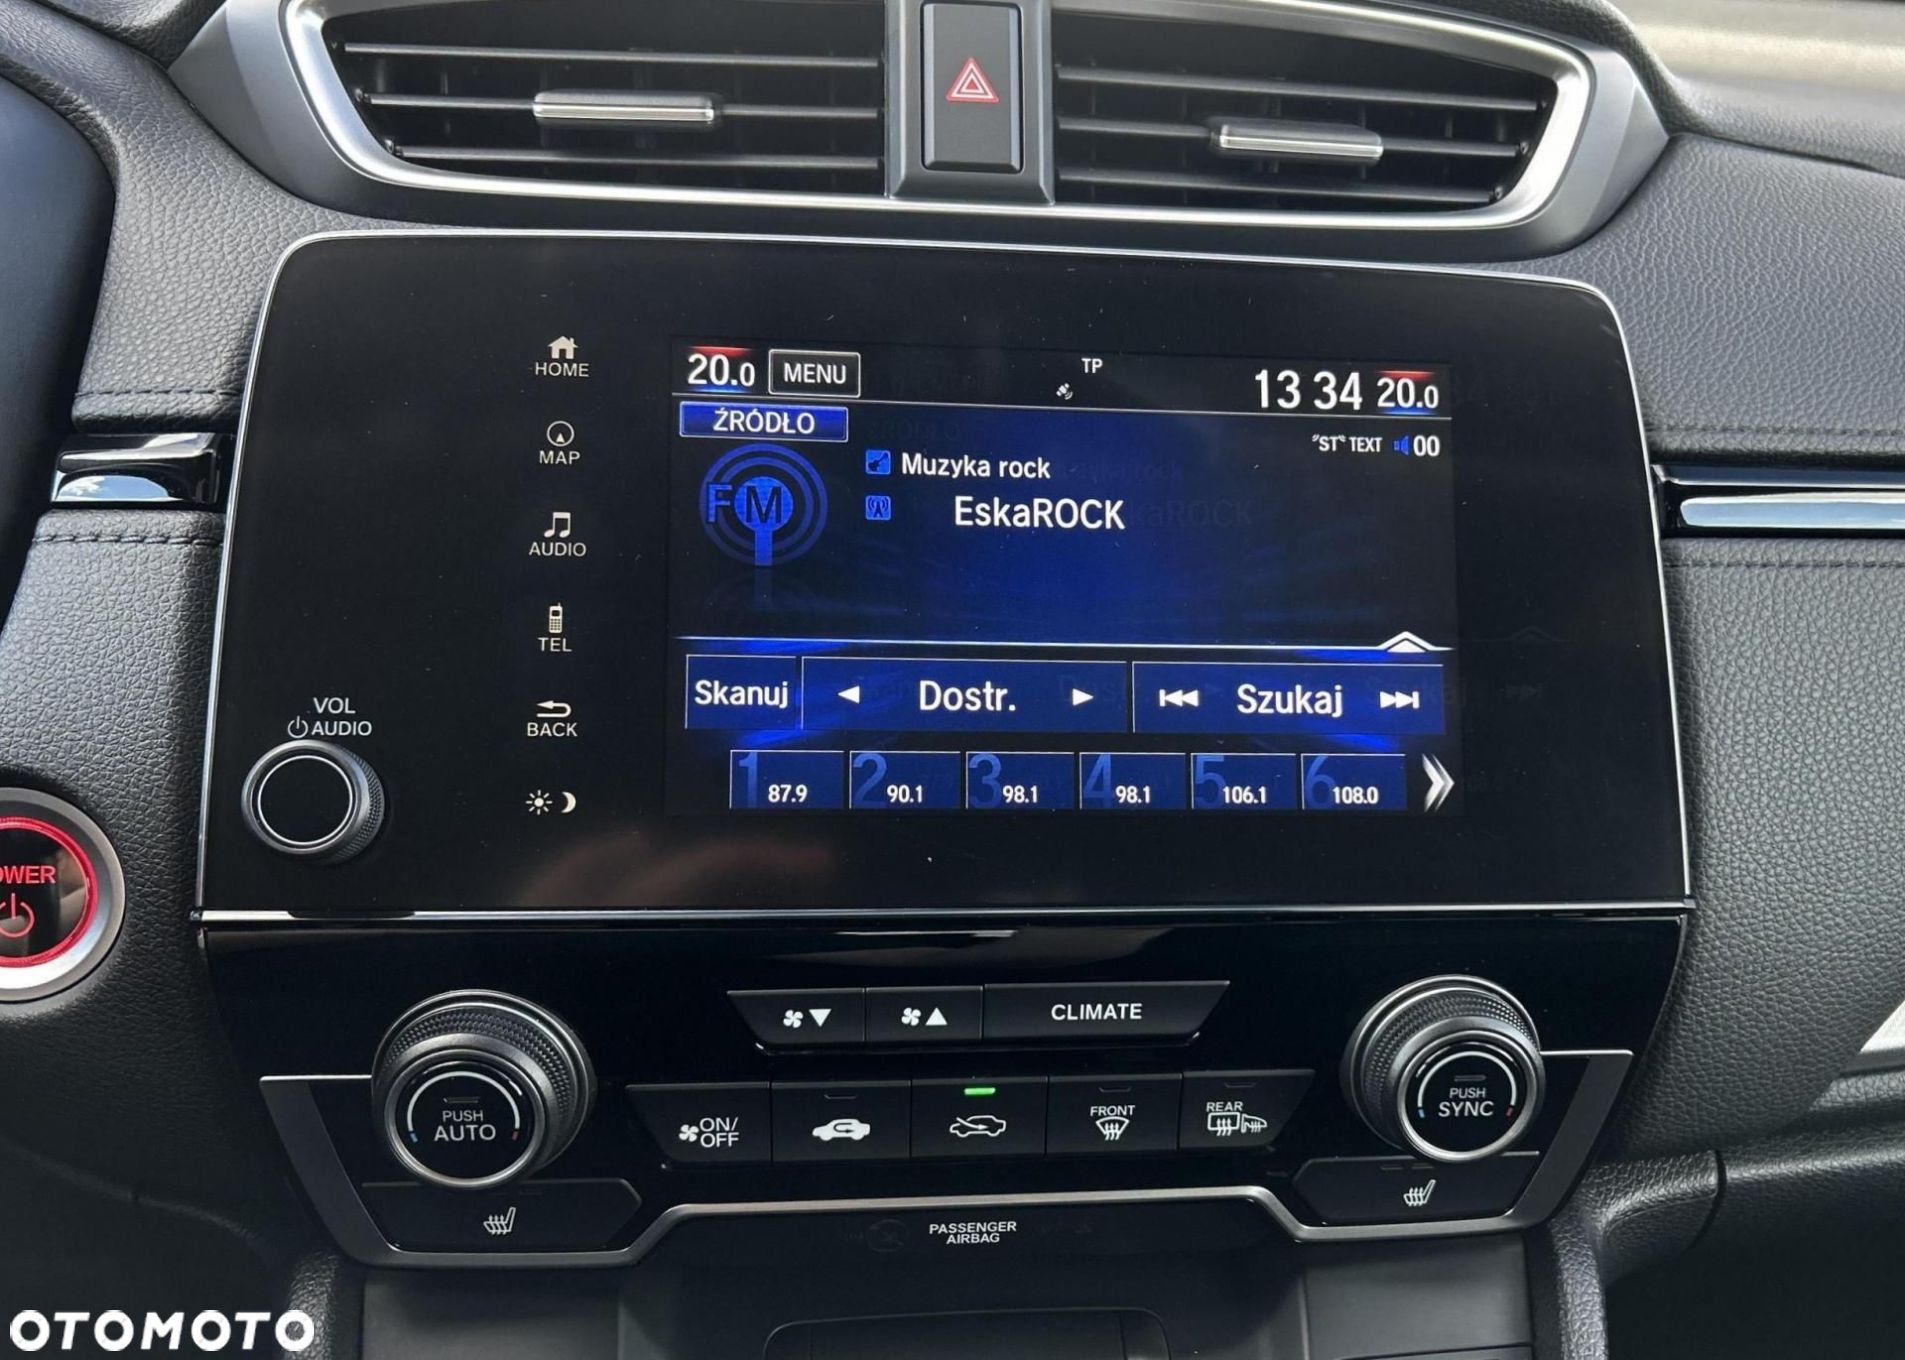 HOME
MAP
AUDIO
TEL
BACK
VOL
AUDIO
20.0 MENU TP 13 34 20.0
ŹRÓDŁO
"ST" TEXT 00
FM
Muzyka rock
EskaROCK
Skanuj Dostr. Szukaj
1 87.9 2 90.1 3 98.1 4 98.1 5 106.1 6 108.0
CLIMATE
PUSH
AUTO
ON/
OFF
FRONT
REAR
PUSH
SYNC
PASSENGER
AIRBAG
OTOMOTO